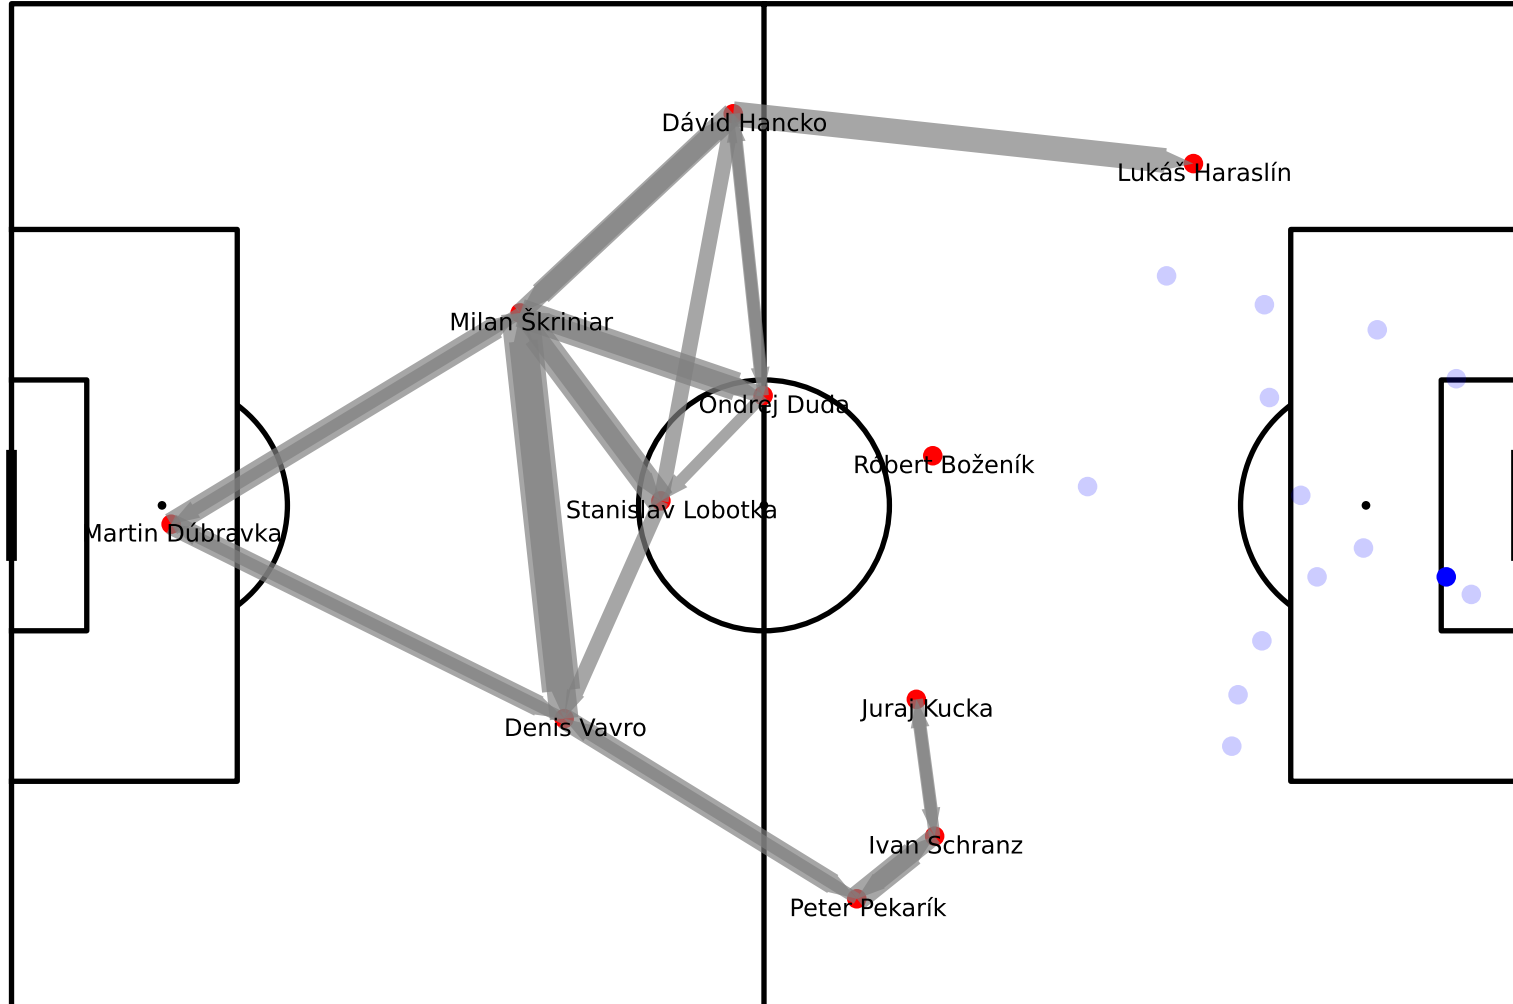 Dávid Hancko
Lukáš Haraslín
Milan Škriniar
Ondrej Duda
Róbert Boženík
Stanislav Lobotka
Martin Dúbravka
Juraj Kucka
Denis Vavro
Ivan Schranz
Peter Pekarík